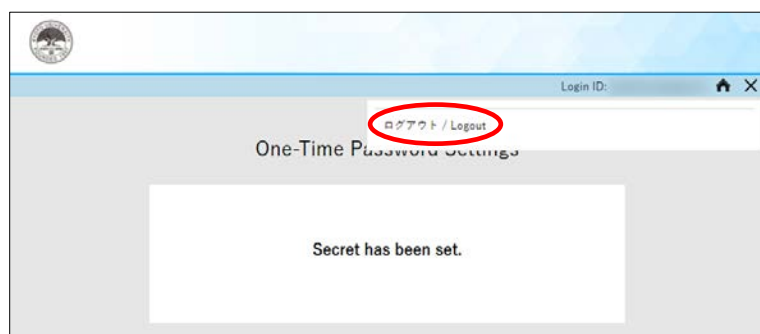 Login ID:
ログアウト / Logout
One-Time Password Settings
Secret has been set.